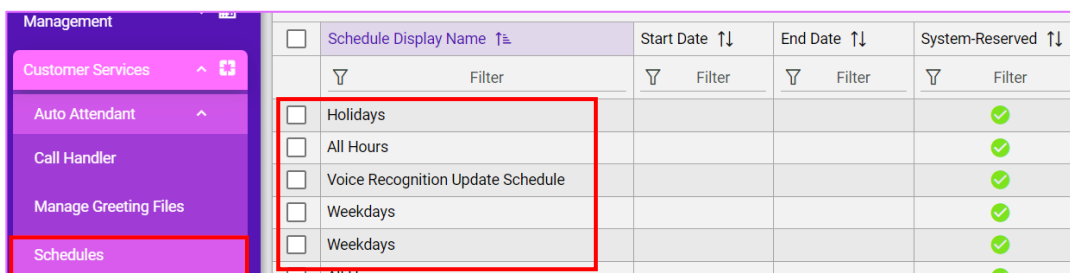 Management
Customer Services
Auto Attendant
Call Handler
Manage Greeting Files
Schedules
Schedule Display Name Start Date End Date System-Reserved
Filter Filter Filter Filter
Holidays
All Hours
Voice Recognition Update Schedule
Weekdays
Weekdays